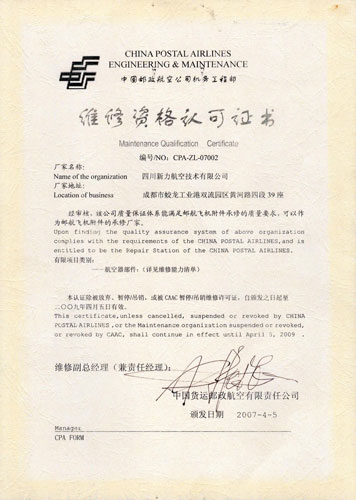 CHINA POSTAL AIRLINES
ENGINEERING & MAINTENANCE
中国邮政航空公司机务工程部
维修资格认可证书
Maintenance Qualification Certificate
编号/NO: CPA-ZL-07002
厂家名称:
Name of the organization 四川新力航空技术有限公司
厂家地址:
Location of business 成都市蛟龙工业港双流园区黄河路四段 39 座
经审核,该公司质量保证体系能满足邮航飞机附件承修的质量要求,可以作
为邮航飞机附件的承修厂家。
Upon finding the quality assurance system of above organization
complies with the requirements of the CHINA POSTAL AIRLINES,and is
entitled to be the Repair Station of the CHINA POSTAL AIRLINES.
有限项目类别:
----航空器部件:(详见维修能力清单)
本认证除被放弃、暂停/吊销,或被 CAAC 暂停/吊销维修许可证,自颁发之日起至
二〇〇九年四月五日有效。
This certificate,unless cancelled, suspended or revoked by CHINA
POSTAL AIRLINES ,or the Maintenance organization suspended or revoked,
or revoked by CAAC, shall continue in effect until April 5, 2009 .
维修副总经理(兼责任经理):
中国货运邮政航空有限责任公司
颁发日期 2007-4-5
Manager
CPA FORM